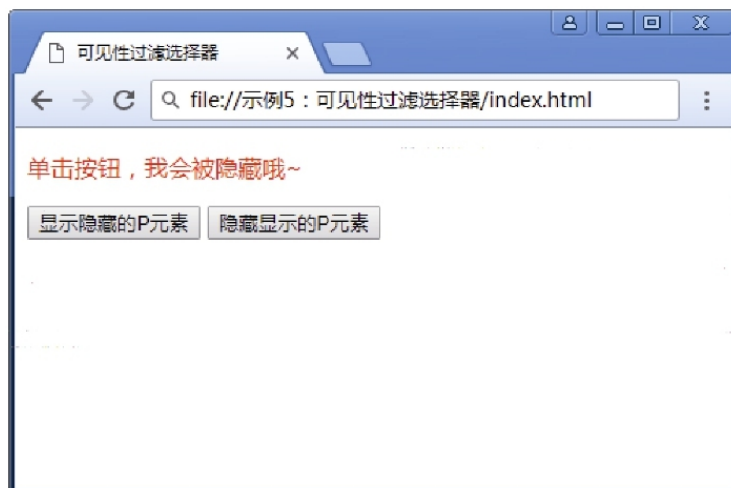 可见性过滤选择器
file://示例5：可见性过滤选择器/index.html
单击按钮，我会被隐藏哦~
显示隐藏的P元素 隐藏显示的P元素